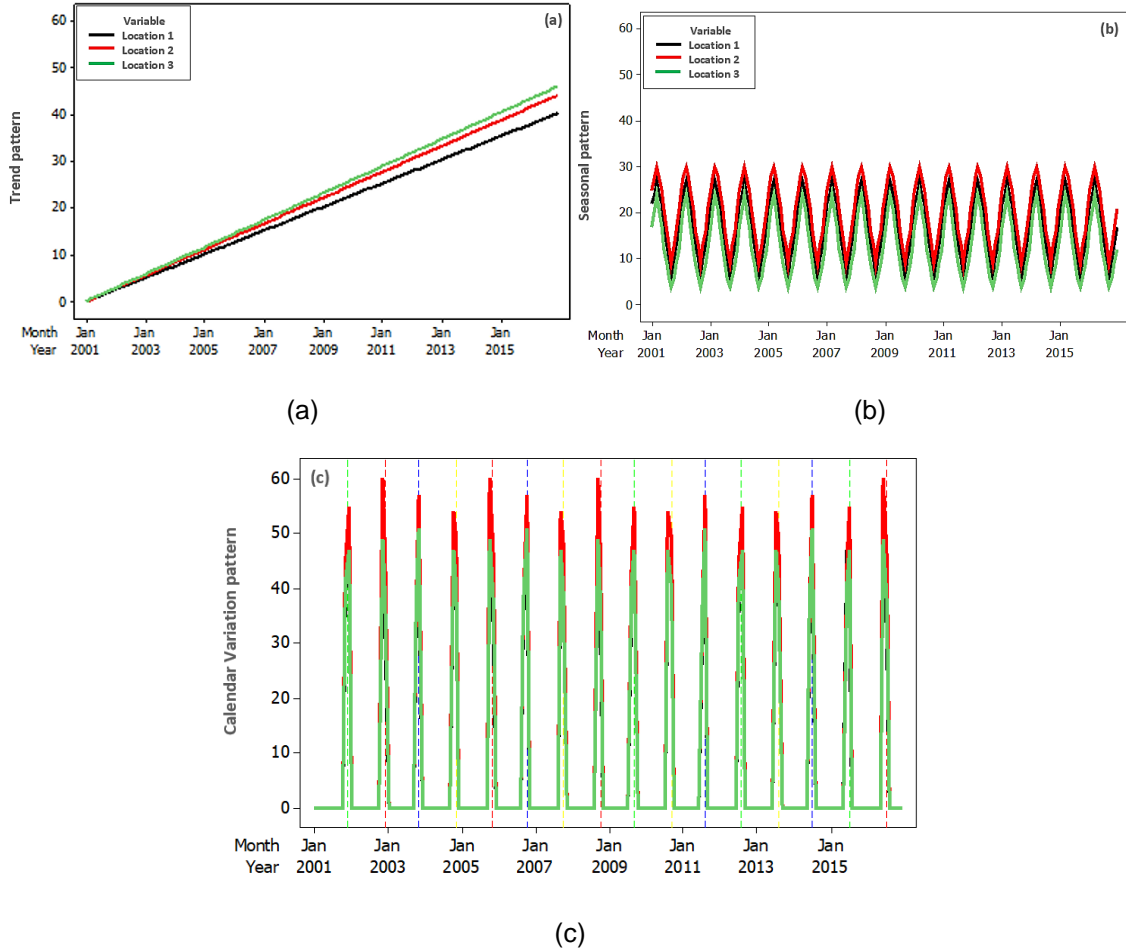 (a)
Variable
Location 1
Location 2
Location 3
Trend pattern
60
50
40
30
20
10
0
Month Jan Jan Jan Jan Jan Jan Jan Jan
Year 2001 2003 2005 2007 2009 2011 2013 2015
(a)
(b)
Variable
Location 1
Location 2
Location 3
Seasonal pattern
60
50
40
30
20
10
0
Month Jan Jan Jan Jan Jan Jan Jan Jan
Year 2001 2003 2005 2007 2009 2011 2013 2015
(b)
(c)
Calendar Variation pattern
60
50
40
30
20
10
0
Month Jan Jan Jan Jan Jan Jan Jan Jan
Year 2001 2003 2005 2007 2009 2011 2013 2015
(c)